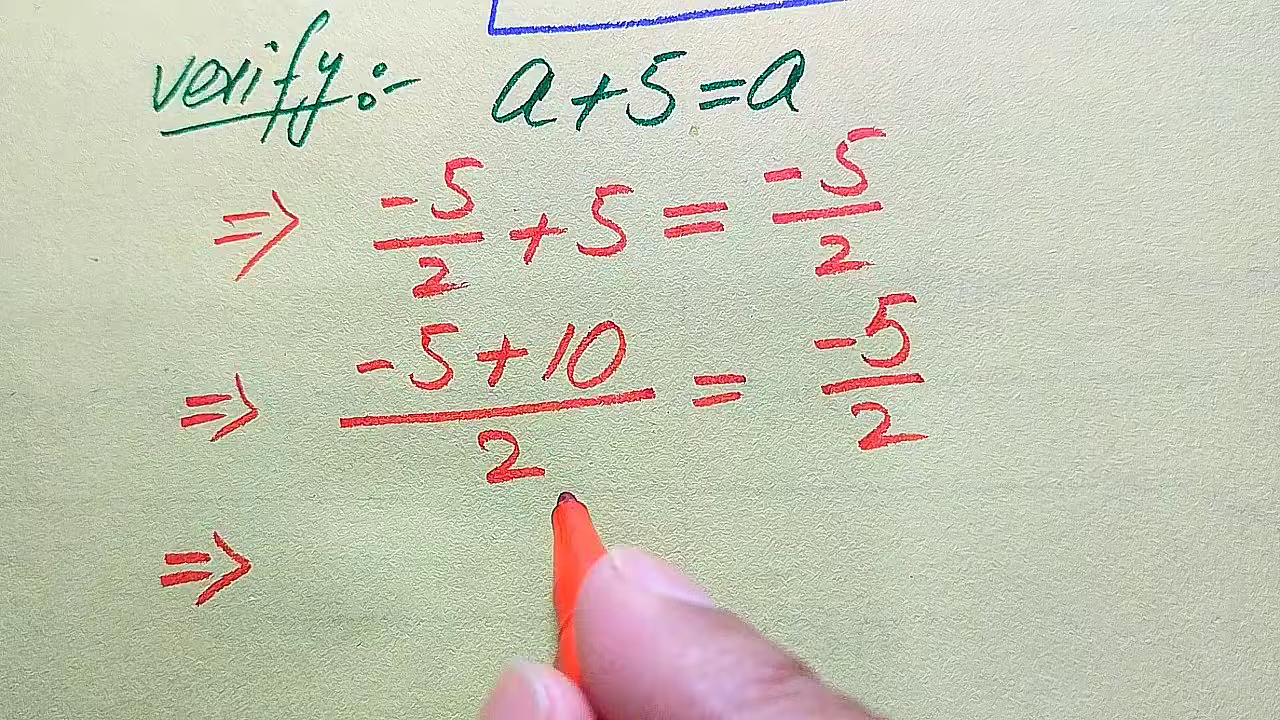 verify:- a+5=a
=> -5/2 + 5 = -5/2
=> (-5+10)/2 = -5/2
=>